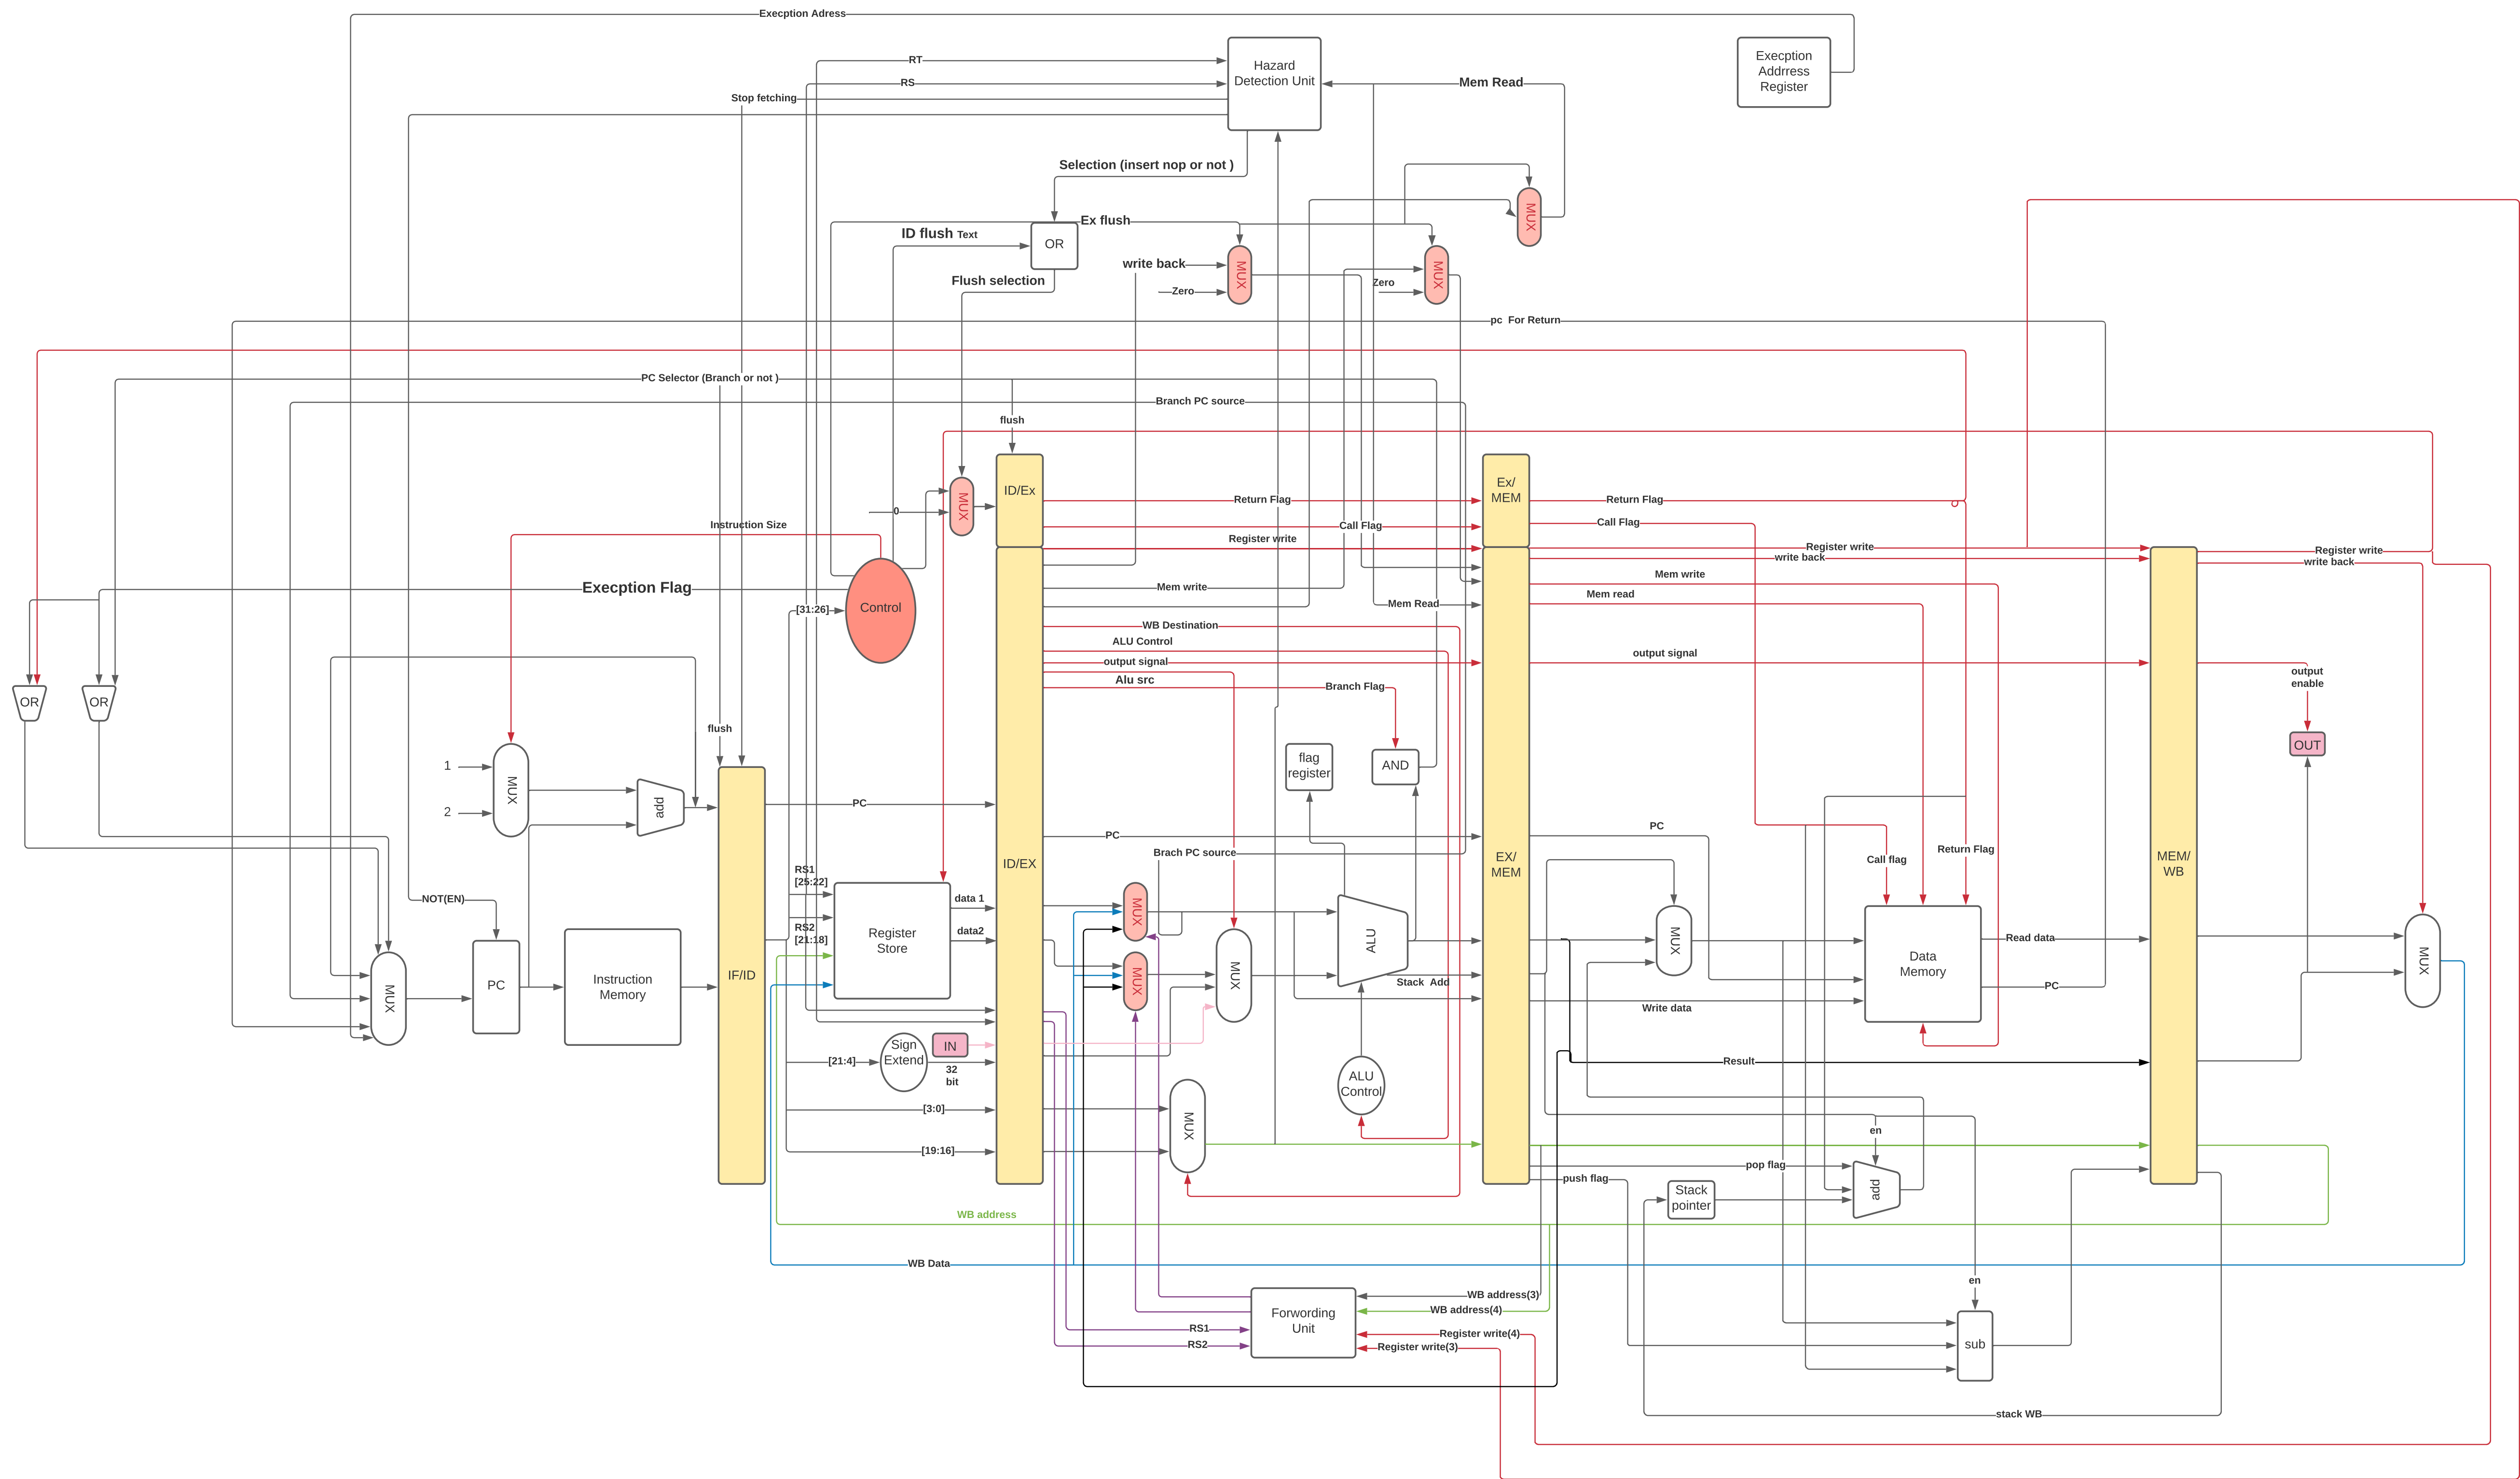 Execption Adress
RT
RS
Stop fetching
Hazard
Detection Unit
Mem Read
Execption
Addrress
Register
Selection (insert nop or not )
Ex flush
ID flush Text
OR
MUX
write back
Zero
MUX
Zero
MUX
Flush selection
pc For Return
PC Selector (Branch or not )
Branch PC source
flush
ID/Ex
Ex/
MEM
MUX
0
Return Flag
Return Flag
Instruction Size
Call Flag
Call Flag
Register write
Register write
write back
Register write
write back
Mem write
Mem write
Execption Flag
Control
[31:26]
Mem Read
Mem read
WB Destination
ALU Control
output signal
output signal
Alu src
Branch Flag
output
enable
OR
OR
flush
OUT
1
2
MUX
add
flag
register
AND
PC
PC
PC
Brach PC source
Call flag
Return Flag
ID/EX
EX/
MEM
MEM/
WB
RS1
[25:22]
RS2
[21:18]
Register
Store
data 1
data2
NOT(EN)
MUX
PC
Instruction
Memory
IF/ID
MUX
MUX
MUX
ALU
Stack Add
MUX
Data
Memory
Read data
PC
Write data
MUX
Sign
Extend
IN
[21:4]
32
bit
Result
ALU
Control
[3:0]
MUX
[19:16]
en
pop flag
push flag
Stack
pointer
add
WB address
WB Data
en
Forwording
Unit
WB address(3)
WB address(4)
RS1
RS2
Register write(4)
Register write(3)
sub
stack WB